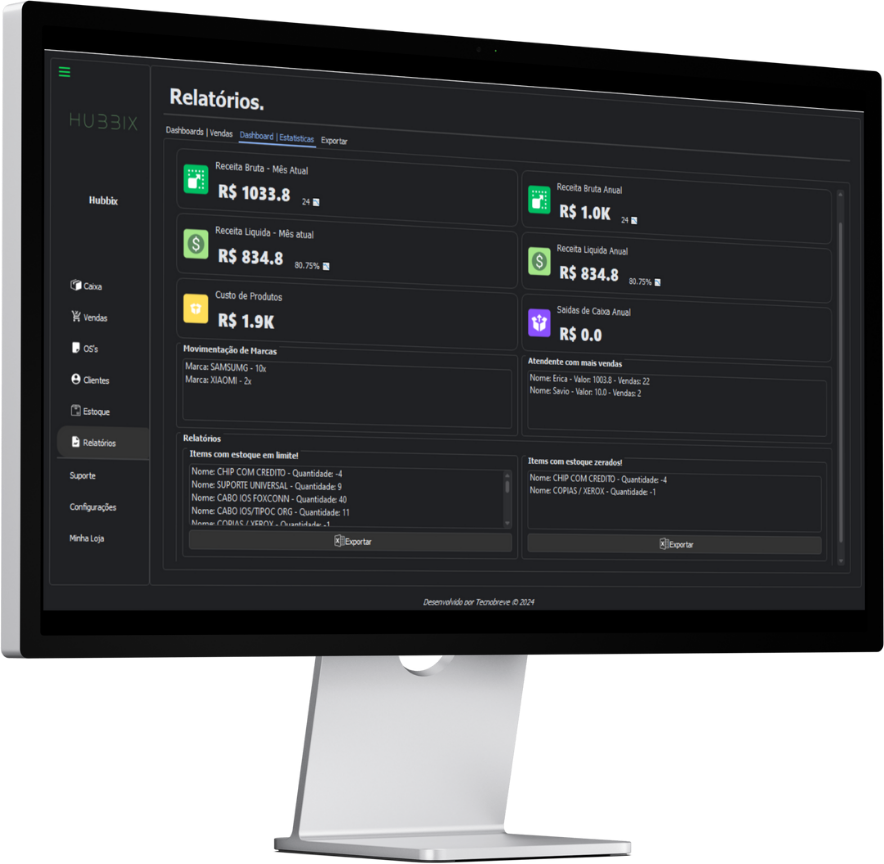 Relatórios.
HUBBIX
Dashboards | Vendas
Dashboard | Estatisticas
Exportar
Hubbix
Caixa
Vendas
OS's
Clientes
Estoque
Relatórios
Suporte
Configurações
Minha Loja
Receita Bruta - Mês Atual
R$ 1033.8
24
Receita Bruta Anual
R$ 1.0K
24
Receita Liquida - Mês atual
R$ 834.8
80.75%
Receita Liquida Anual
R$ 834.8
80.75%
Custo de Produtos
R$ 1.9K
Saidas de Caixa Anual
R$ 0.0
Movimentação de Marcas
Marca: SAMSUMG - 10x
Marca: XIAOMI - 2x
Atendente com mais vendas
Nome: Erica - Valor: 1003.8 - Vendas: 22
Nome: Savio - Valor: 10.0 - Vendas: 2
Relatórios
Items com estoque em limite!
Nome: CHIP COM CREDITO - Quantidade: -4
Nome: SUPORTE UNIVERSAL - Quantidade: 9
Nome: CABO IOS FOXCONN - Quantidade: 40
Nome: CABO IOS/TIPOC ORG - Quantidade: 11
Nome: COPIAS / XEROX - Quantidade: -1
Exportar
Items com estoque zerados!
Nome: CHIP COM CREDITO - Quantidade: -4
Nome: COPIAS / XEROX - Quantidade: -1
Exportar
Desenvolvido por Tecnobreve © 2024